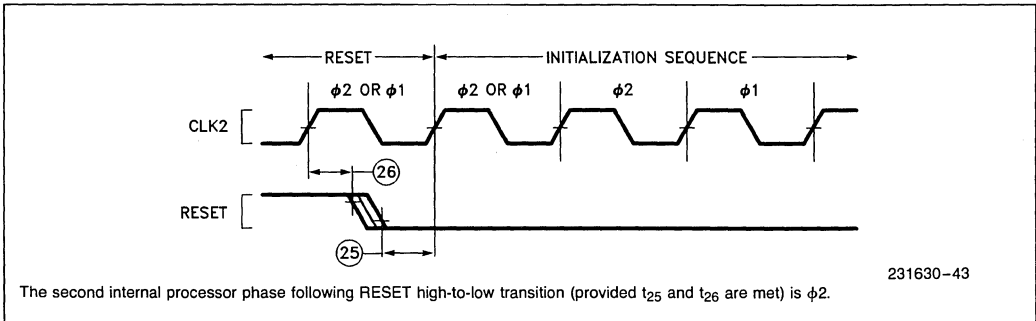 RESET INITIALIZATION SEQUENCE
ϕ2 OR ϕ1 ϕ2 OR ϕ1 ϕ2 ϕ1
CLK2
26
RESET
25
231630-43
The second internal processor phase following RESET high-to-low transition (provided t25 and t26 are met) is ϕ2.